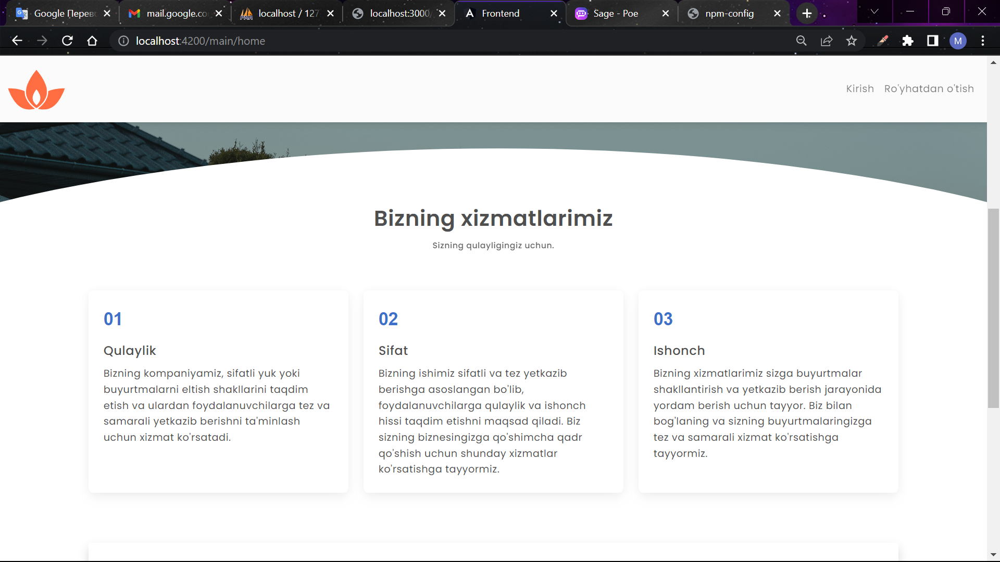 Google Перев
mail.google.co
localhost / 127
localhost:3000/
Frontend
Sage - Poe
npm-config
localhost:4200/main/home
M
Kirish Ro'yhatdan o'tish
Bizning xizmatlarimiz
Sizning qulayligingiz uchun.
01
Qulaylik
Bizning kompaniyamiz, sifatli yuk yoki
buyurtmalarni eltish shakllarini taqdim
etish va ulardan foydalanuvchilarga tez va
samarali yetkazib berishni ta'minlash
uchun xizmat ko'rsatadi.
02
Sifat
Bizning ishimiz sifatli va tez yetkazib
berishga asoslangan bo'lib,
foydalanuvchilarga qulaylik va ishonch
hissi taqdim etishni maqsad qiladi. Biz
sizning biznesingizga qo'shimcha qadr
qo'shish uchun shunday xizmatlar
ko'rsatishga tayyormiz.
03
Ishonch
Bizning xizmatlarimiz sizga buyurtmalar
shakllantirish va yetkazib berish jarayonida
yordam berish uchun tayyor. Biz bilan
bog'laning va sizning buyurtmalaringizga
tez va samarali xizmat ko'rsatishga
tayyormiz.